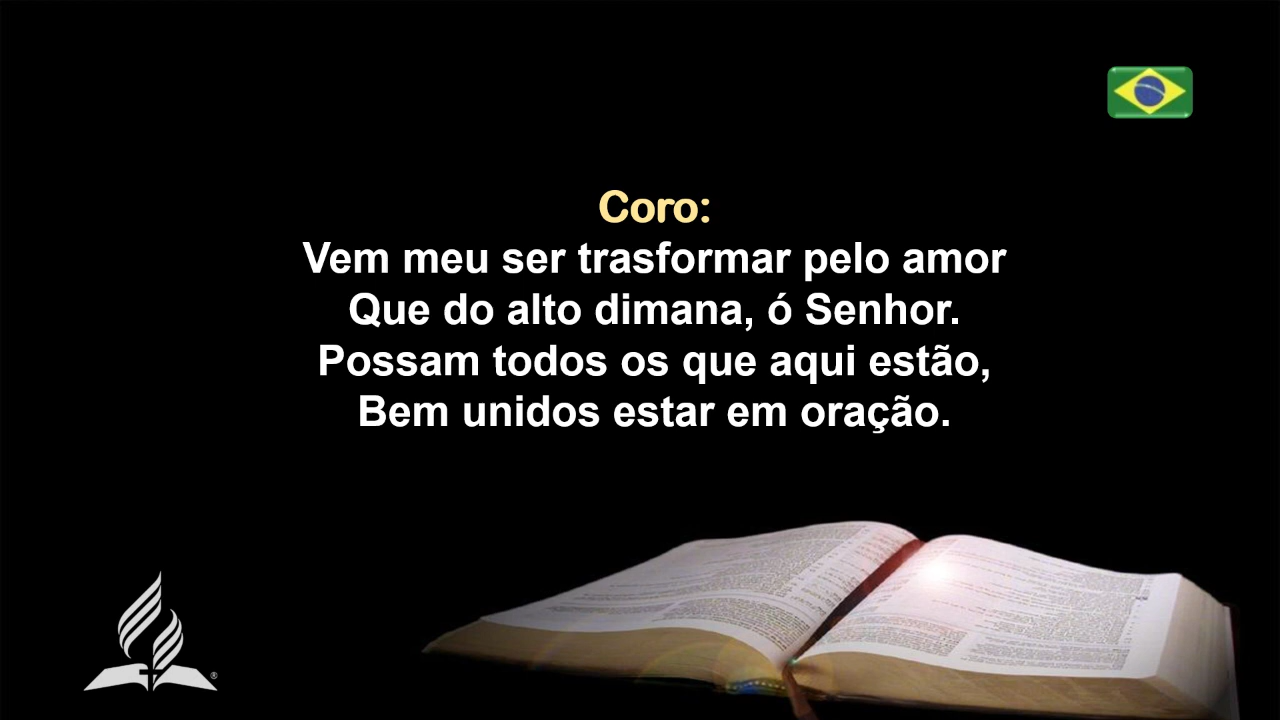 Coro:
Vem meu ser trasformar pelo amor
Que do alto dimana, ó Senhor.
Possam todos os que aqui estão,
Bem unidos estar em oração.